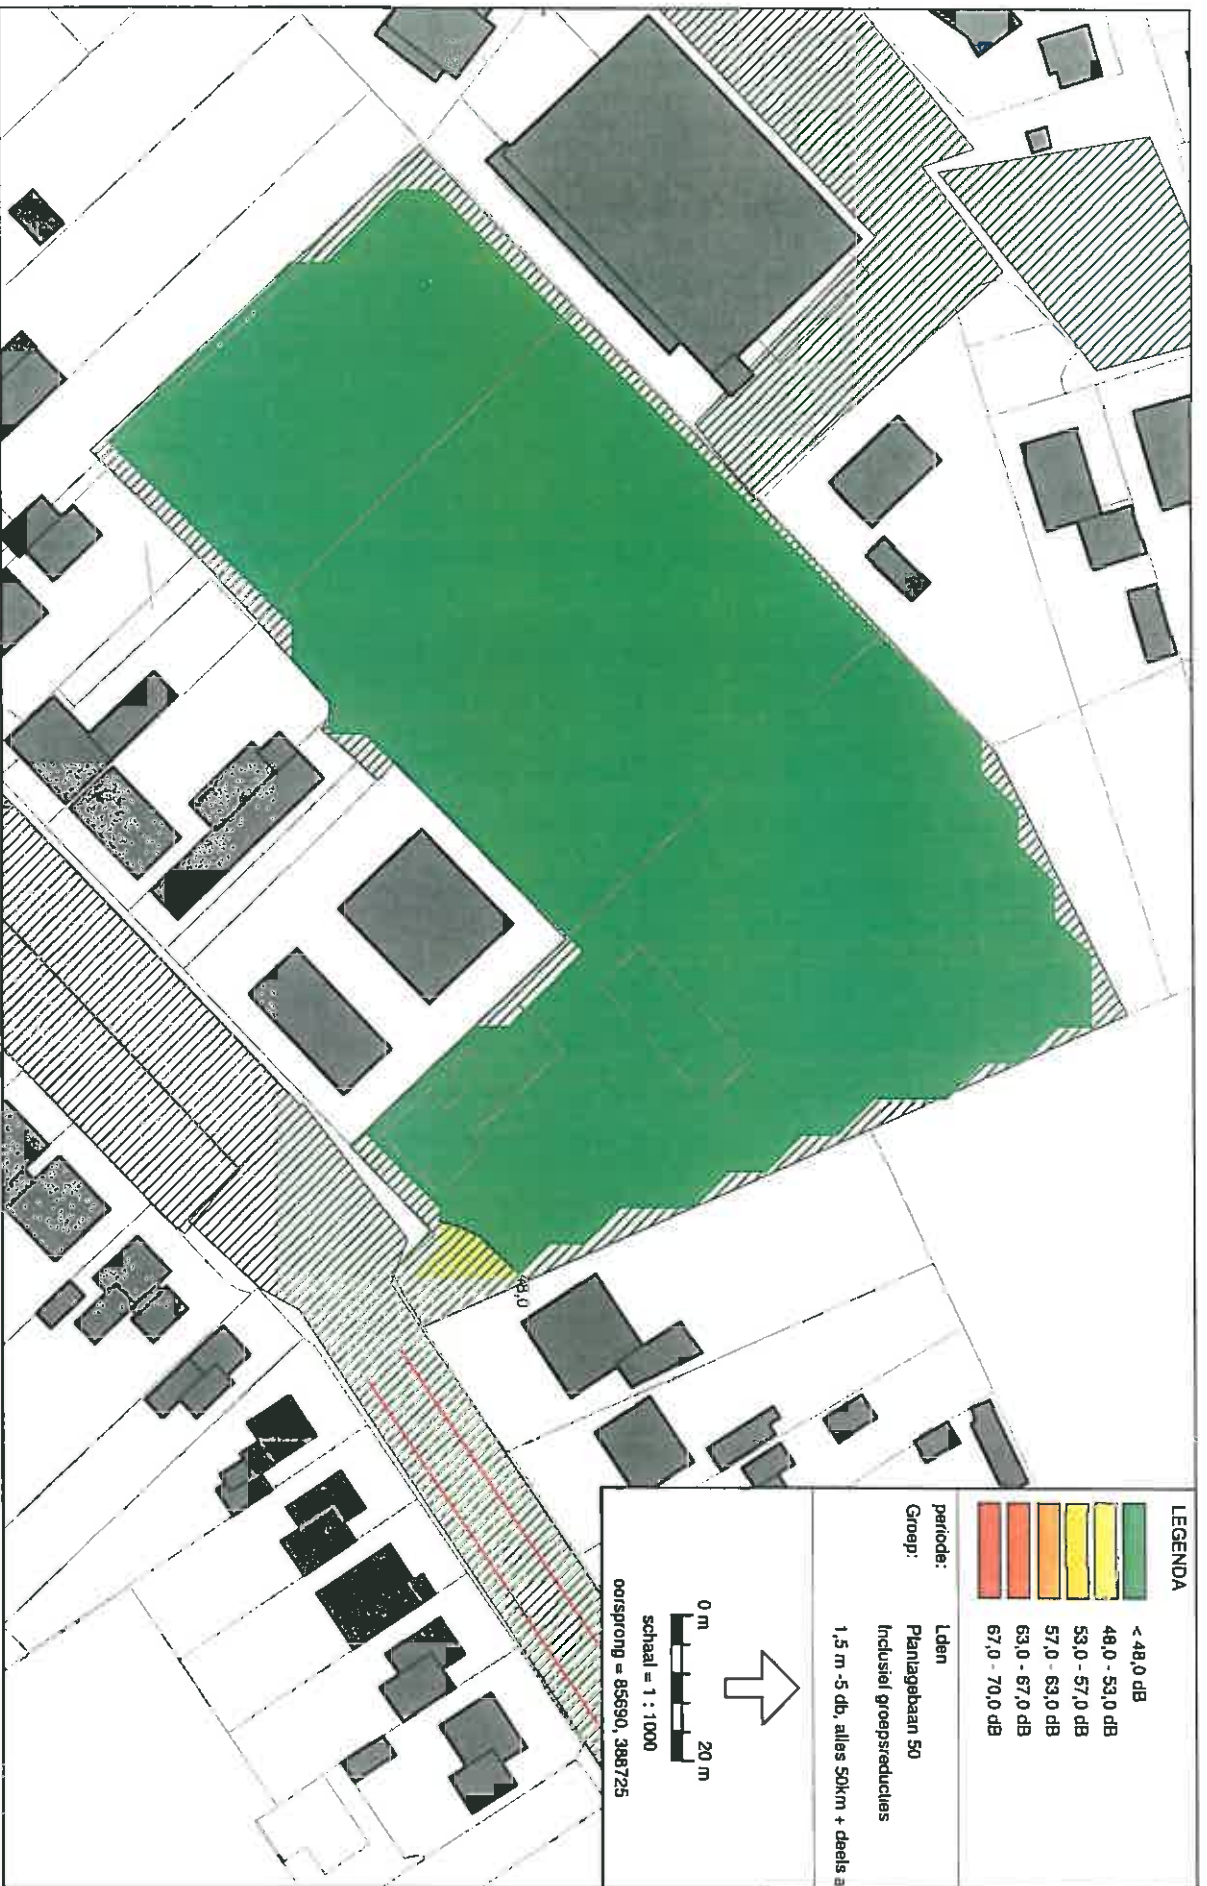 LEGENDA
< 48,0 dB
48,0 - 53,0 dB
53,0 - 57,0 dB
57,0 - 63,0 dB
63,0 - 67,0 dB
67,0 - 70,0 dB
periode: Lden
Groep: Plantagebaan 50
Inclusief groepsreducties
1,5 m -5 db, alles 50km + deels a
0 m 20 m
schaal = 1 : 1000
oorsprong = 85690, 388725
48,0